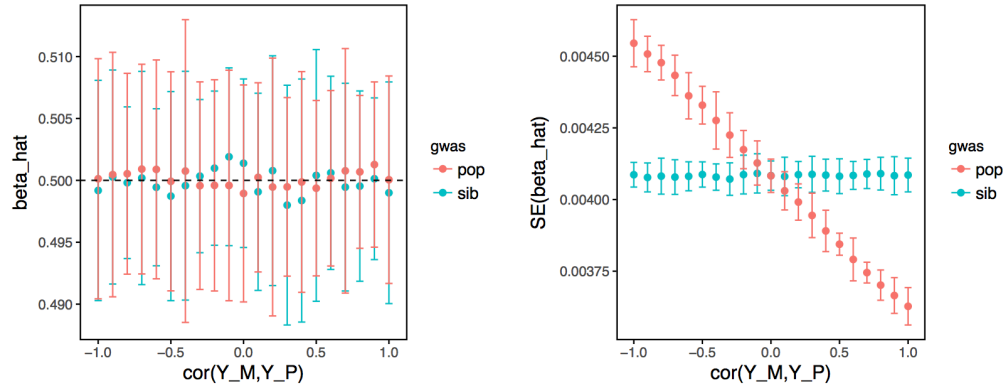 beta_hat
0.510
0.505
0.500
0.495
0.490
−1.0 −0.5 0.0 0.5 1.0
cor(Y_M,Y_P)
gwas
pop
sib
SE(beta_hat)
0.00450
0.00425
0.00400
0.00375
−1.0 −0.5 0.0 0.5 1.0
cor(Y_M,Y_P)
gwas
pop
sib